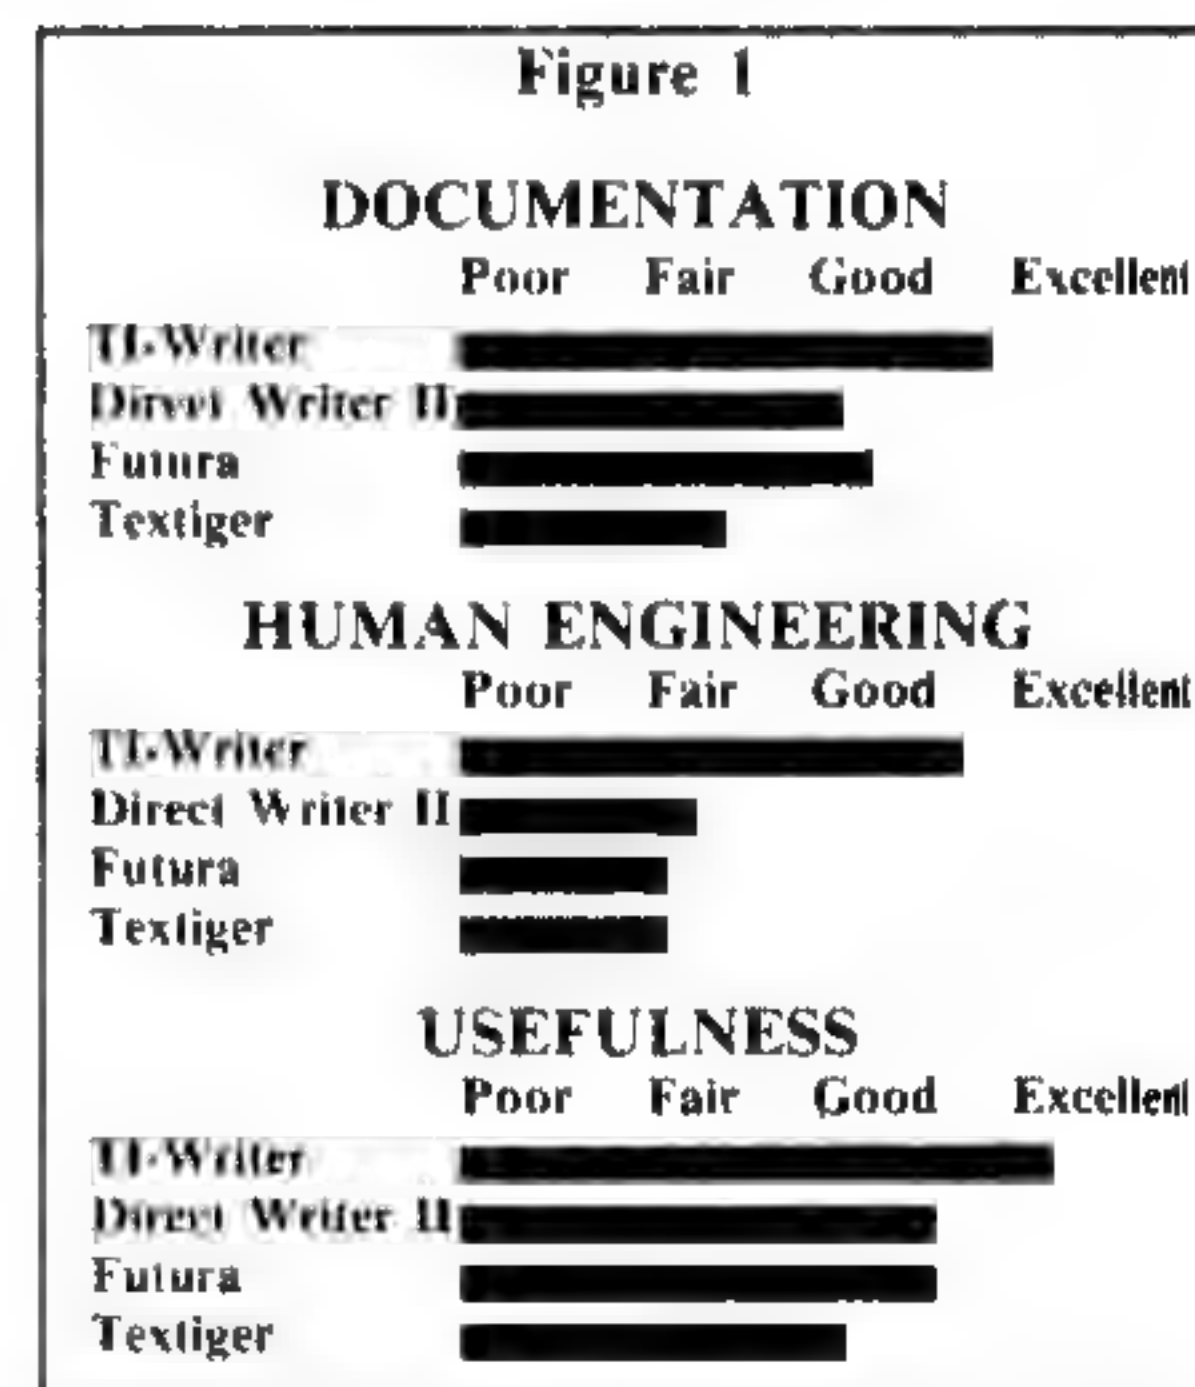 Figure 1
DOCUMENTATION
Poor Fair Good Excellent
TI-Writer
Direct Writer II
Futura
Textiger
HUMAN ENGINEERING
Poor Fair Good Excellent
TI-Writer
Direct Writer II
Futura
Textiger
USEFULNESS
Poor Fair Good Excellent
TI-Writer
Direct Writer II
Futura
Textiger